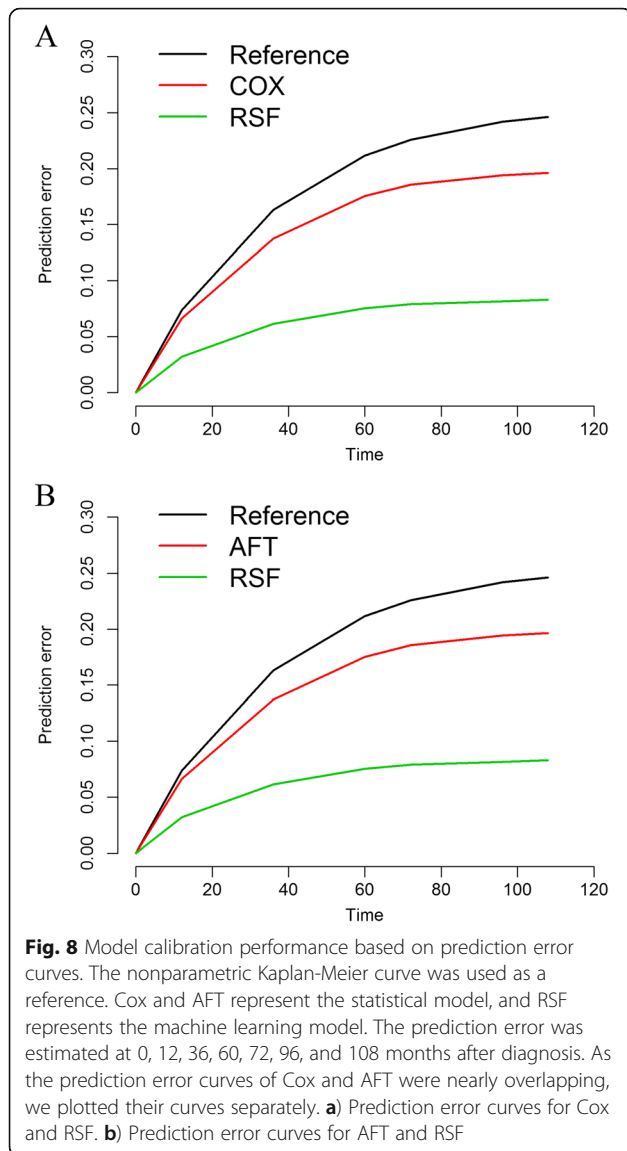 A
Reference
COX
RSF
0.30
0.25
0.20
0.15
0.10
0.05
0.00
Prediction error
0 20 40 60 80 100 120
Time
B
Reference
AFT
RSF
0.30
0.25
0.20
0.15
0.10
0.05
0.00
Prediction error
0 20 40 60 80 100 120
Time
Fig. 8 Model calibration performance based on prediction error
curves. The nonparametric Kaplan-Meier curve was used as a
reference. Cox and AFT represent the statistical model, and RSF
represents the machine learning model. The prediction error was
estimated at 0, 12, 36, 60, 72, 96, and 108 months after diagnosis. As
the prediction error curves of Cox and AFT were nearly overlapping,
we plotted their curves separately. a) Prediction error curves for Cox
and RSF. b) Prediction error curves for AFT and RSF